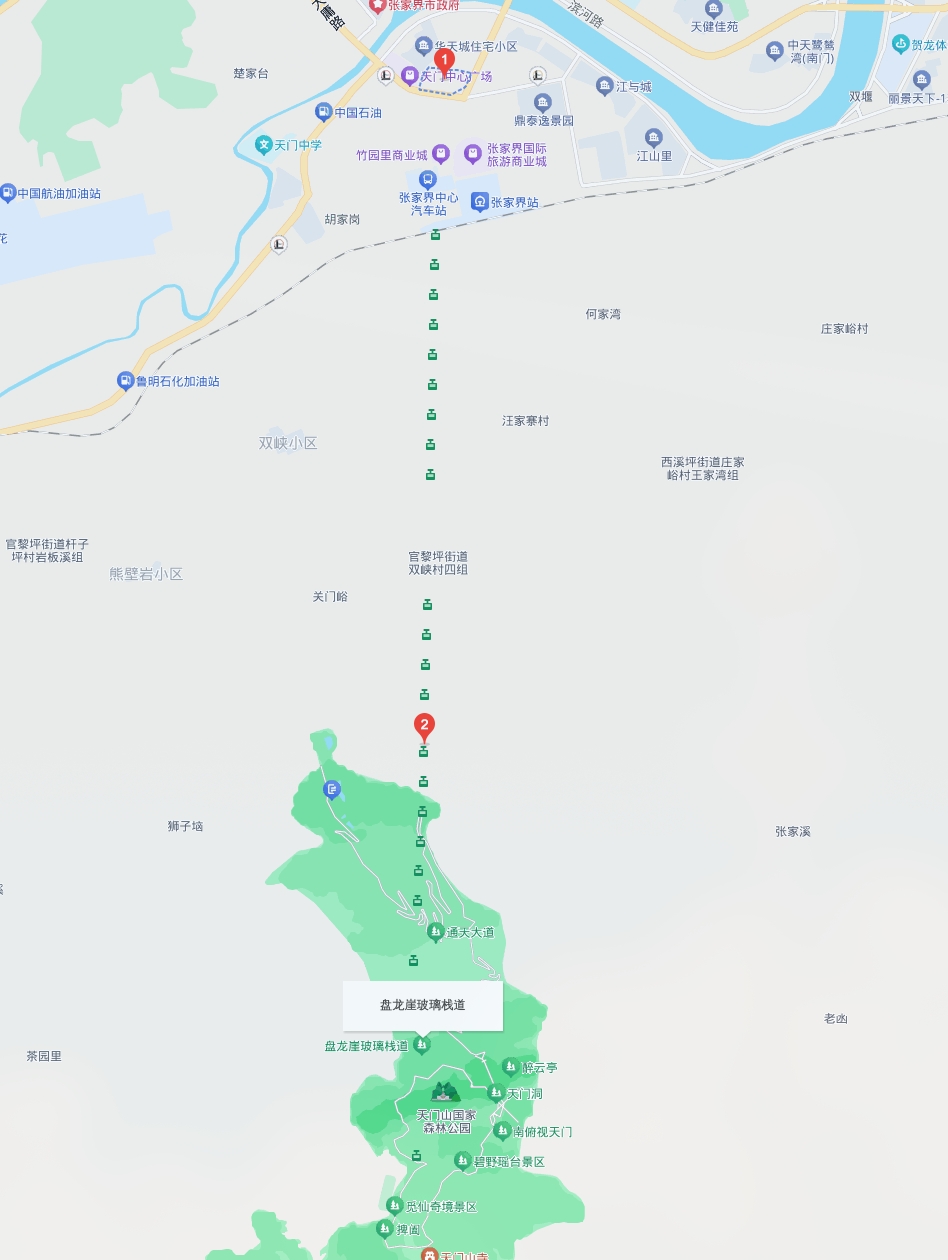 张家界市政府
天庸路
滨河路
天健佳苑
华天城住宅小区
中天鹭鸶
湾(南门)
贺龙体
楚家台
1
天门中心广场
江与城
双堰
丽景天下-1
中国石油
鼎泰逸景园
天门中学
竹园里商业城
张家界国际
旅游商业城
江山里
中国航油加油站
张家界中心
汽车站
张家界站
胡家岗
花
何家湾
庄家峪村
鲁明石化加油站
汪家寨村
双峡小区
西溪坪街道庄家
峪村王家湾组
官黎坪街道杆子
坪村岩板溪组
官黎坪街道
双峡村四组
熊壁岩小区
关门峪
2
狮子垴
张家溪
通天大道
盘龙崖玻璃栈道
老凼
盘龙崖玻璃栈道
茶园里
醉云亭
天门洞
天门山国家
森林公园
南俯视天门
碧野瑶台景区
觅仙奇境景区
捭阖
天门山寺